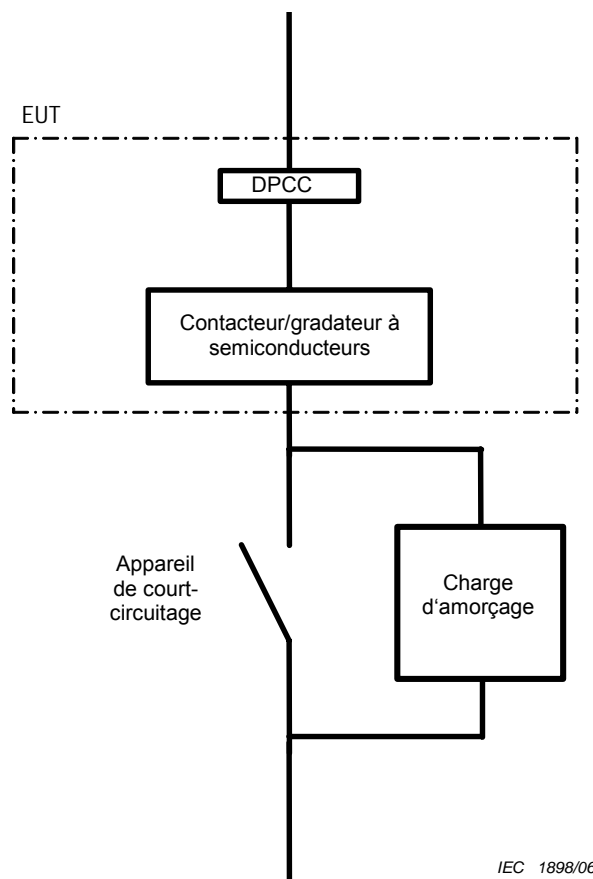 EUT
DPCC
Contacteur/gradateur à
semiconducteurs
Appareil
de court-
circuitage
Charge
d‘amorçage
IEC 1898/06